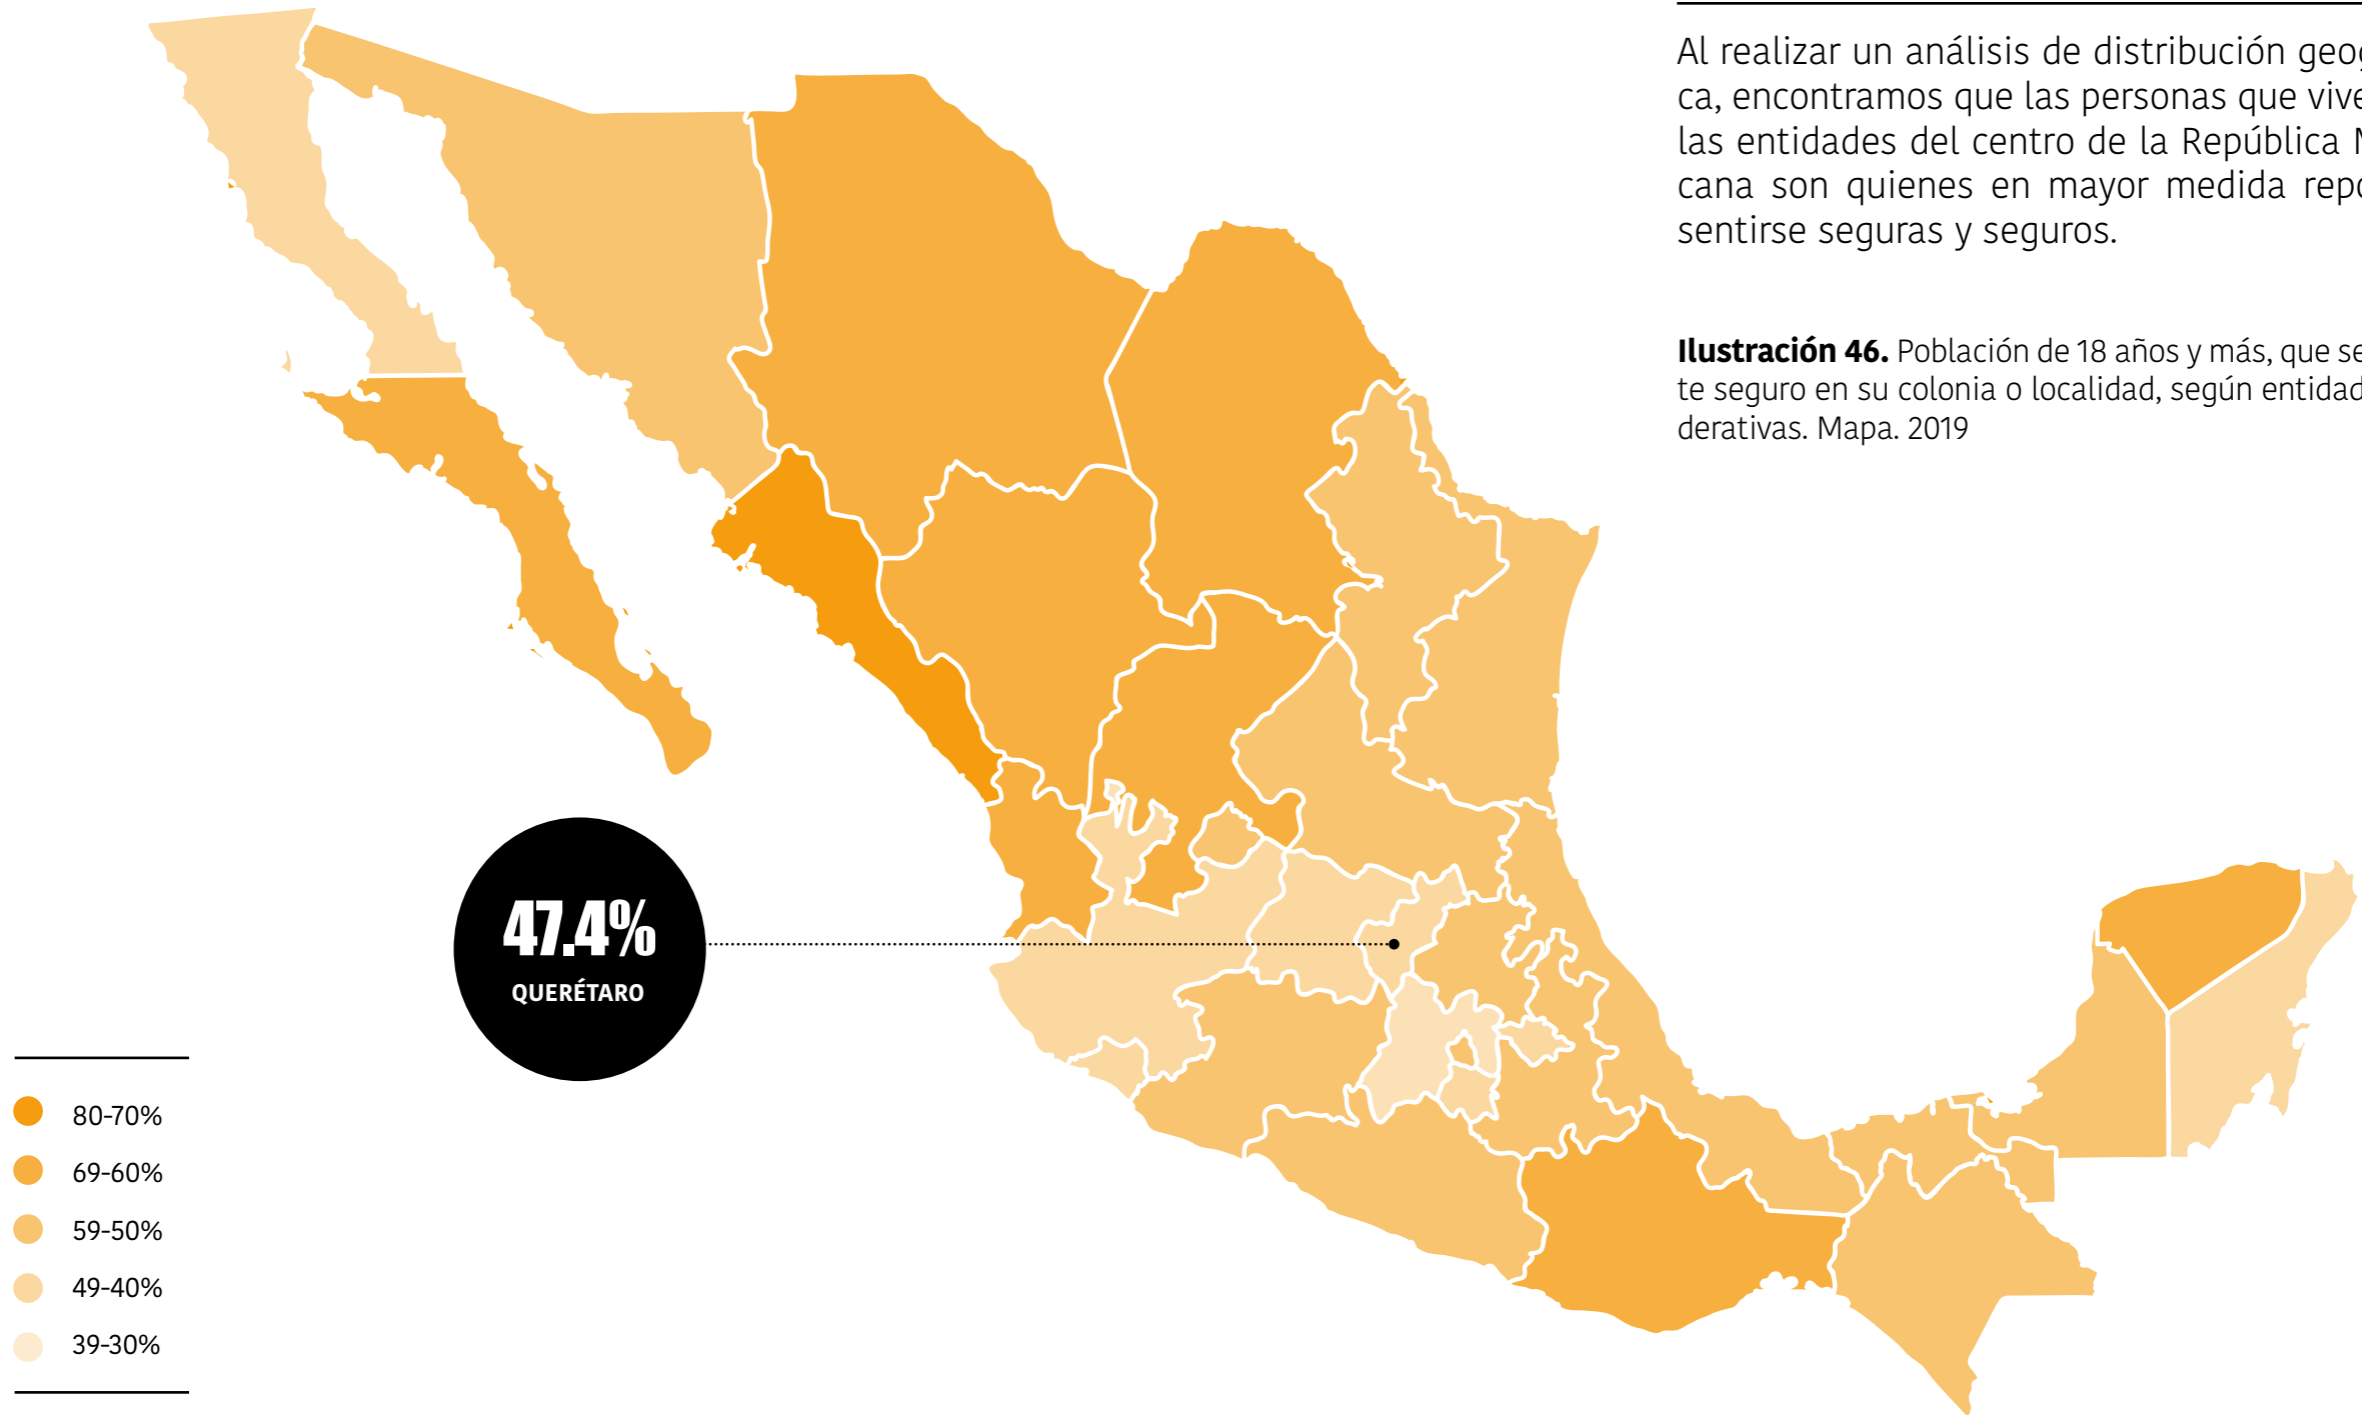 Al realizar un análisis de distribución geog
ca, encontramos que las personas que vive
las entidades del centro de la República M
cana son quienes en mayor medida repo
sentirse seguras y seguros.
Ilustración 46. Población de 18 años y más, que se
te seguro en su colonia o localidad, según entidad
derativas. Mapa. 2019
47.4%
QUERÉTARO
80-70%
69-60%
59-50%
49-40%
39-30%